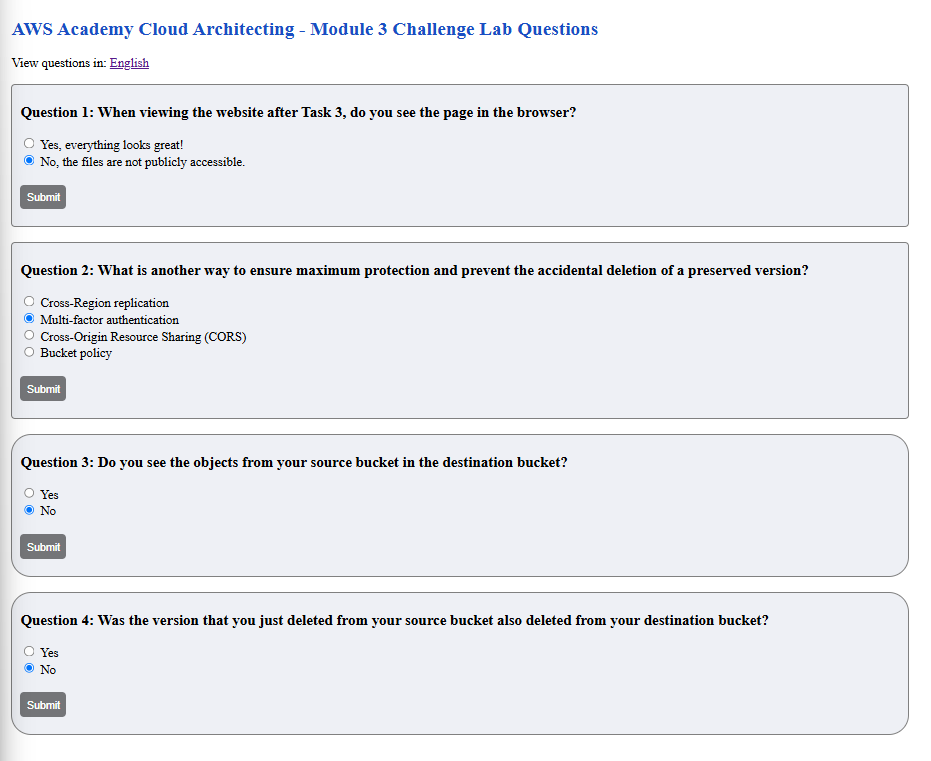 AWS Academy Cloud Architecting - Module 3 Challenge Lab Questions
View questions in: English
Question 1: When viewing the website after Task 3, do you see the page in the browser?
Yes, everything looks great!
No, the files are not publicly accessible.
Submit
Question 2: What is another way to ensure maximum protection and prevent the accidental deletion of a preserved version?
Cross-Region replication
Multi-factor authentication
Cross-Origin Resource Sharing (CORS)
Bucket policy
Submit
Question 3: Do you see the objects from your source bucket in the destination bucket?
Yes
No
Submit
Question 4: Was the version that you just deleted from your source bucket also deleted from your destination bucket?
Yes
No
Submit